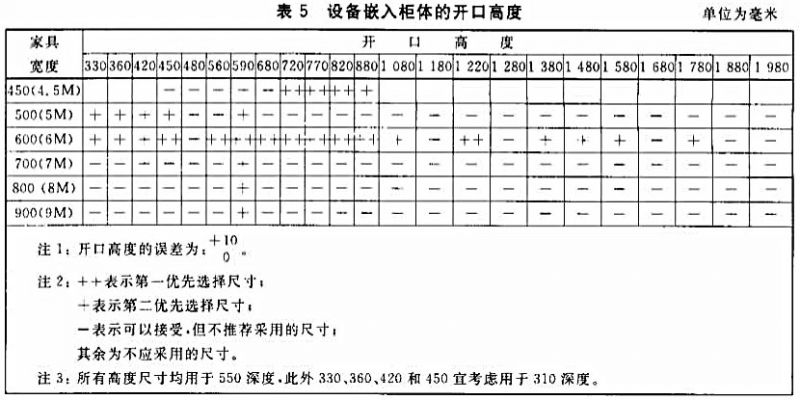 表 5 设备嵌入柜体的开口高度 单位为毫米
家具宽度 开口高度
330 360 420 450 480 560 590 680 720 770 820 880 1 080 1 180 1 220 1 280 1 380 1 480 1 580 1 680 1 780 1 880 1 980
450(4.5M) − − − − − ++ ++ ++ +
500(5M) + + + + − − + − − − − − − − − − − − − − − − −
600(6M) + + + ++ − ++ ++ ++ ++ ++ ++ ++ + − ++ − + + + − + − −
700(7M) − − − − − − − − − − − − − − − − − − − − − − −
800 (8M) − − − − − − + − − − − − − − − − − − − − − − −
900(9M) − − − − − − + − − − − − − − − − − − − − − − −
注 1：开口高度的误差为：+10 0 。
注 2：++表示第一优先选择尺寸；
+表示第二优先选择尺寸；
−表示可以接受,但不推荐采用的尺寸；
其余为不应采用的尺寸。
注 3：所有高度尺寸均用于 550 深度,此外 330、360、420 和 450 宜考虑用于 310 深度。